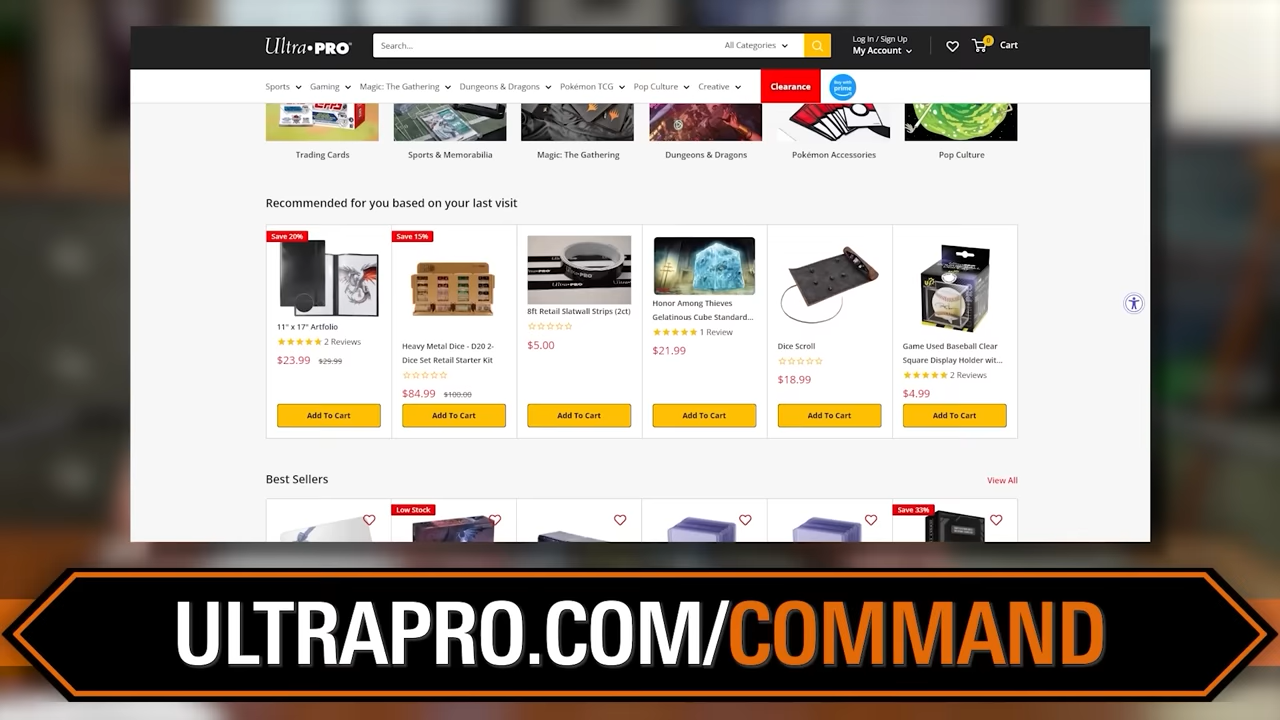 Ultra•PRO
Search...
All Categories
Log In / Sign Up
My Account
0
Cart
Sports
Gaming
Magic: The Gathering
Dungeons & Dragons
Pokémon TCG
Pop Culture
Creative
Clearance
Buy with
prime
Trading Cards
Sports & Memorabilia
Magic: The Gathering
Dungeons & Dragons
Pokémon Accessories
Pop Culture
Recommended for you based on your last visit
Save 20%
11" x 17" Artfolio
2 Reviews
$23.99 $29.99
Add To Cart
Save 15%
Heavy Metal Dice - D20 2-
Dice Set Retail Starter Kit
$84.99 $100.00
Add To Cart
8ft Retail Slatwall Strips (2ct)
$5.00
Add To Cart
Honor Among Thieves
Gelatinous Cube Standard...
1 Review
$21.99
Add To Cart
Dice Scroll
$18.99
Add To Cart
Game Used Baseball Clear
Square Display Holder wit...
2 Reviews
$4.99
Add To Cart
Best Sellers
View All
Low Stock
Save 33%
ULTRAPRO.COM/COMMAND